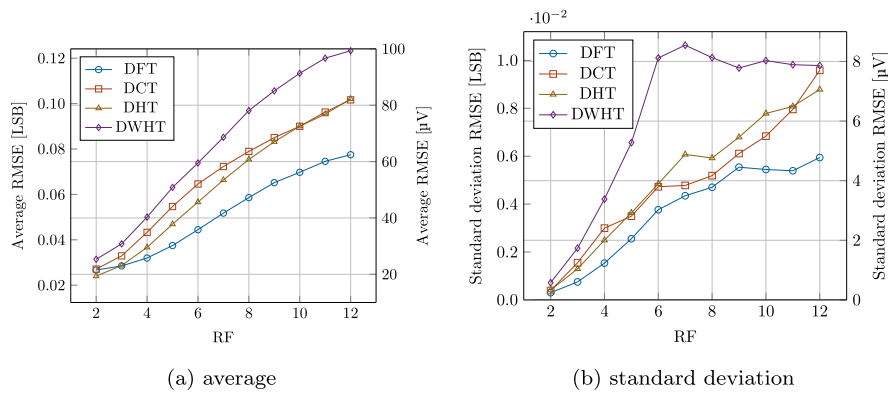 0.12
0.10
0.08
0.06
0.04
0.02
Average RMSE [LSB]
DFT
DCT
DHT
DWHT
100
80
60
40
20
Average RMSE [µV]
2 4 6 8 10 12
RF
(a) average
·10⁻²
1.0
0.8
0.6
0.4
0.2
0.0
Standard deviation RMSE [LSB]
DFT
DCT
DHT
DWHT
8
6
4
2
0
Standard deviation RMSE [µV]
2 4 6 8 10 12
RF
(b) standard deviation